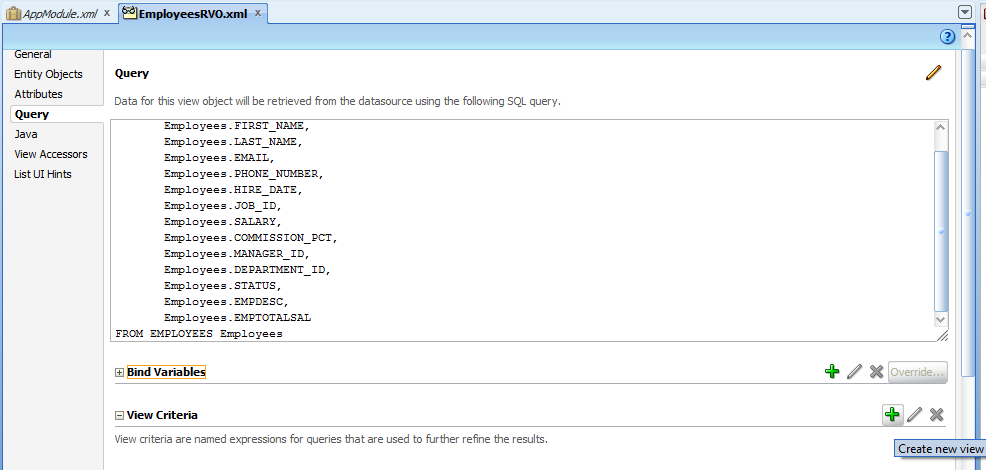 AppModule.xml x EmployeesRVO.xml x
?
General
Entity Objects
Attributes
Query
Java
View Accessors
List UI Hints
Query
Data for this view object will be retrieved from the datasource using the following SQL query.
Employees.FIRST_NAME,
Employees.LAST_NAME,
Employees.EMAIL,
Employees.PHONE_NUMBER,
Employees.HIRE_DATE,
Employees.JOB_ID,
Employees.SALARY,
Employees.COMMISSION_PCT,
Employees.MANAGER_ID,
Employees.DEPARTMENT_ID,
Employees.STATUS,
Employees.EMPDESC,
Employees.EMPTOTALSAL
FROM EMPLOYEES Employees
Bind Variables Override...
View Criteria
View criteria are named expressions for queries that are used to further refine the results.
Create new view